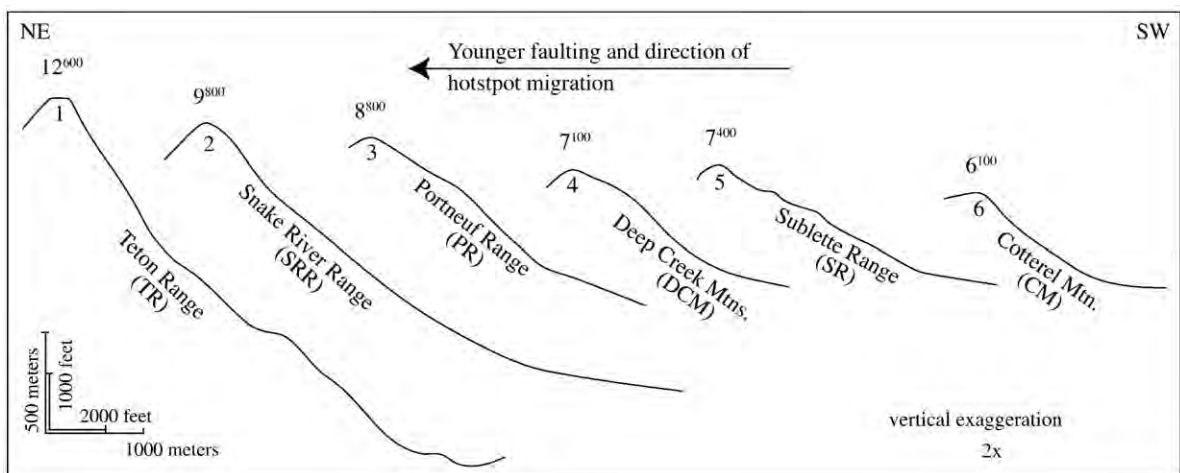 NE
SW
Younger faulting and direction of
hotstpot migration
12⁶⁰⁰
9⁸⁰⁰
8⁸⁰⁰
7¹⁰⁰
7⁴⁰⁰
6¹⁰⁰
1
2
3
4
5
6
Teton Range
(TR)
Snake River Range
(SRR)
Portneuf Range
(PR)
Deep Creek Mtns.
(DCM)
Sublette Range
(SR)
Cotterel Mtn.
(CM)
500 meters
1000 feet
2000 feet
1000 meters
vertical exaggeration
2x